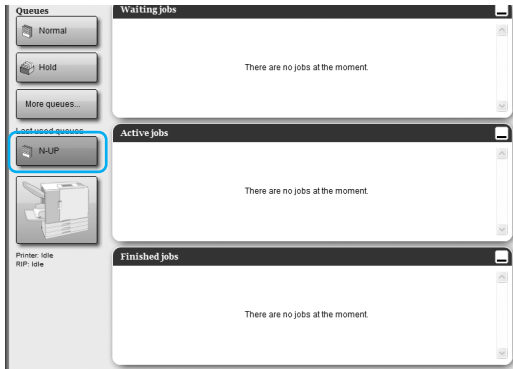 Queues
Normal
Hold
More queues...
Last used queues
N-UP
Printer: Idle
RIP: Idle
Waiting jobs
There are no jobs at the moment.
Active jobs
There are no jobs at the moment.
Finished jobs
There are no jobs at the moment.